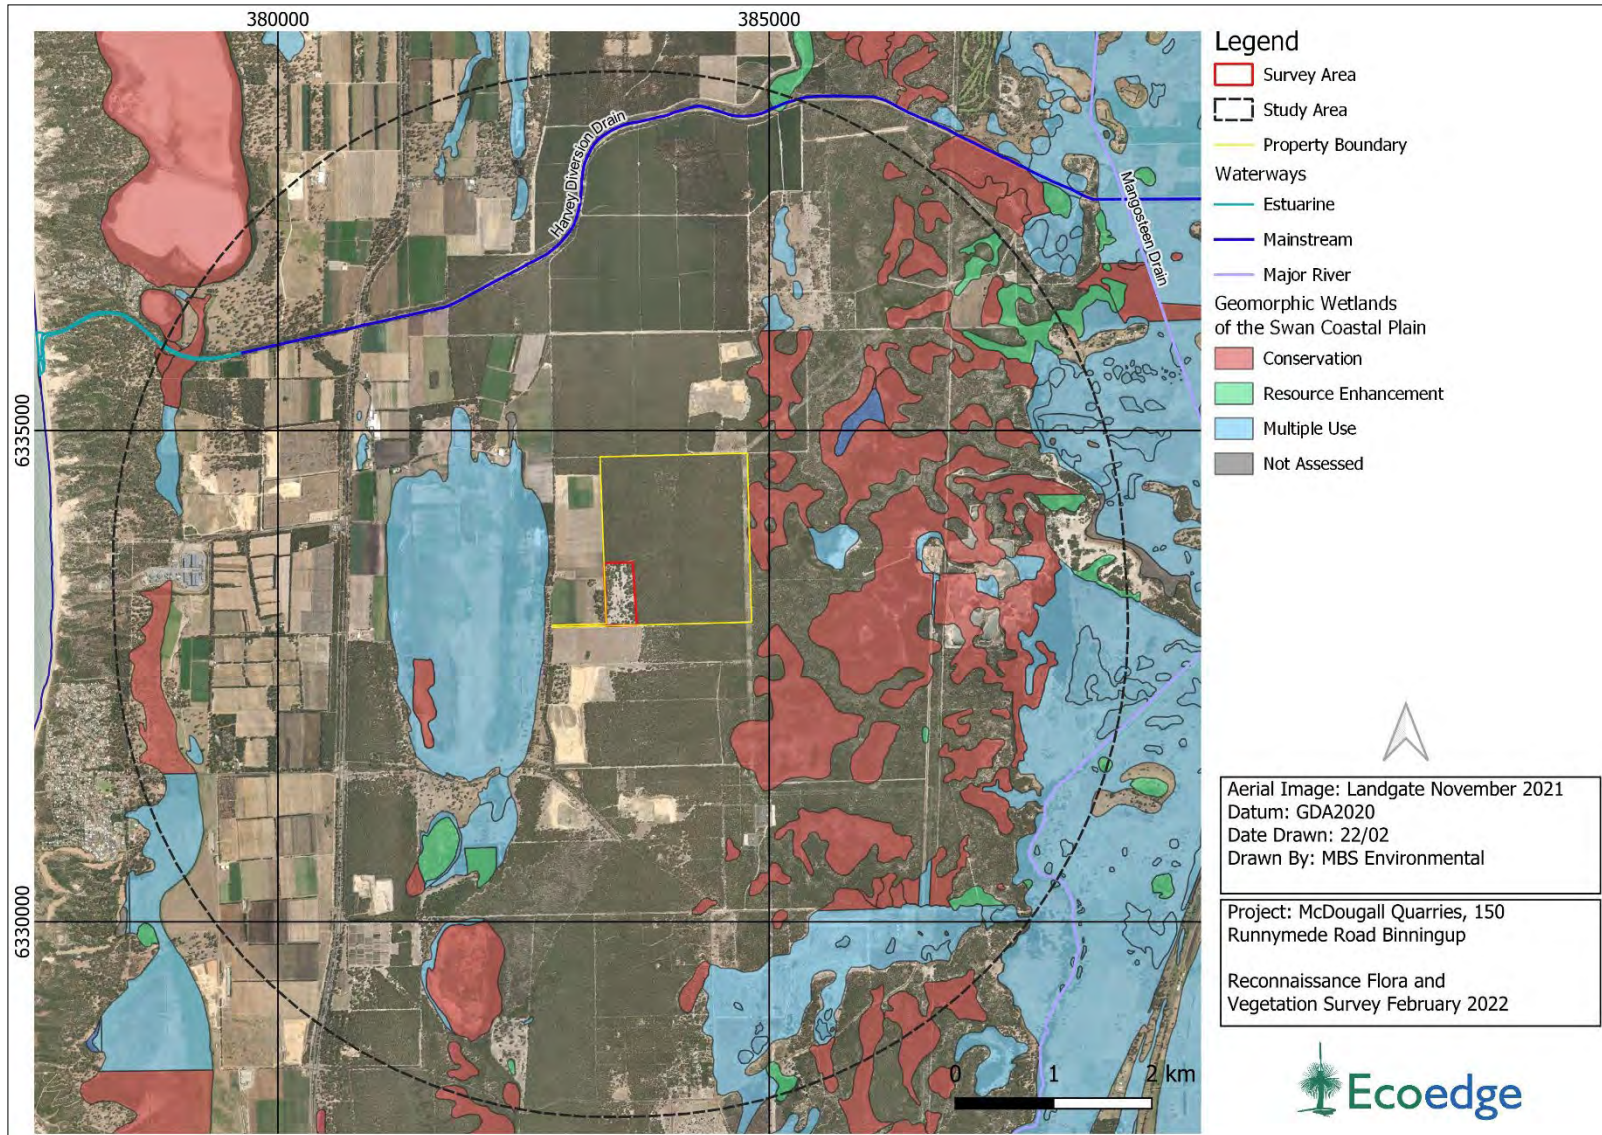 380000
385000
6335000
6330000
Harvey Diversion Drain
Mangosteen Drain
0 1 2 km
Legend
Survey Area
Study Area
Property Boundary
Waterways
Estuarine
Mainstream
Major River
Geomorphic Wetlands
of the Swan Coastal Plain
Conservation
Resource Enhancement
Multiple Use
Not Assessed
Aerial Image: Landgate November 2021
Datum: GDA2020
Date Drawn: 22/02
Drawn By: MBS Environmental
Project: McDougall Quarries, 150
Runnymede Road Binningup
Reconnaissance Flora and
Vegetation Survey February 2022
Ecoedge